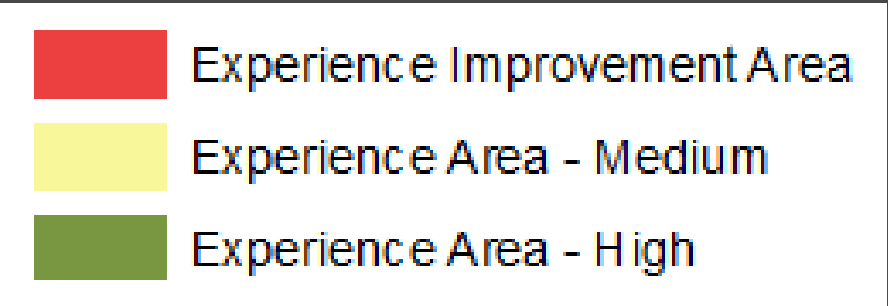 Experience Improvement Area
Experience Area - Medium
Experience Area - High